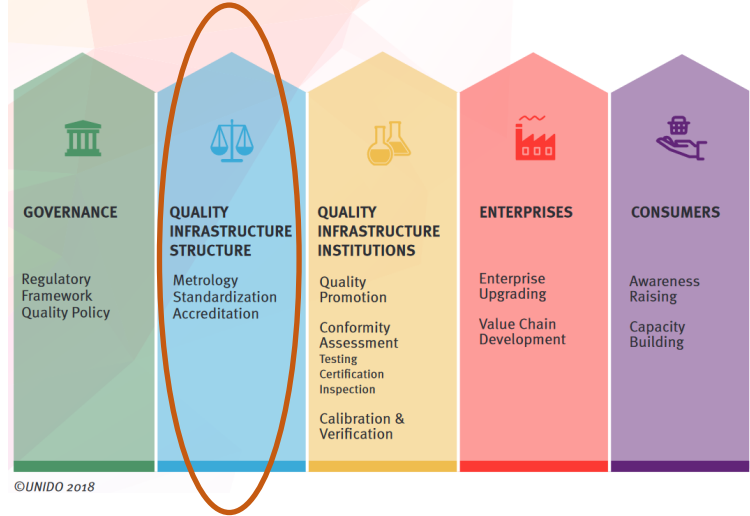 GOVERNANCE
Regulatory
Framework
Quality Policy
QUALITY
INFRASTRUCTURE
STRUCTURE
Metrology
Standardization
Accreditation
QUALITY
INFRASTRUCTURE
INSTITUTIONS
Quality
Promotion
Conformity
Assessment
Testing
Certification
Inspection
Calibration &
Verification
ENTERPRISES
Enterprise
Upgrading
Value Chain
Development
CONSUMERS
Awareness
Raising
Capacity
Building
©UNIDO 2018